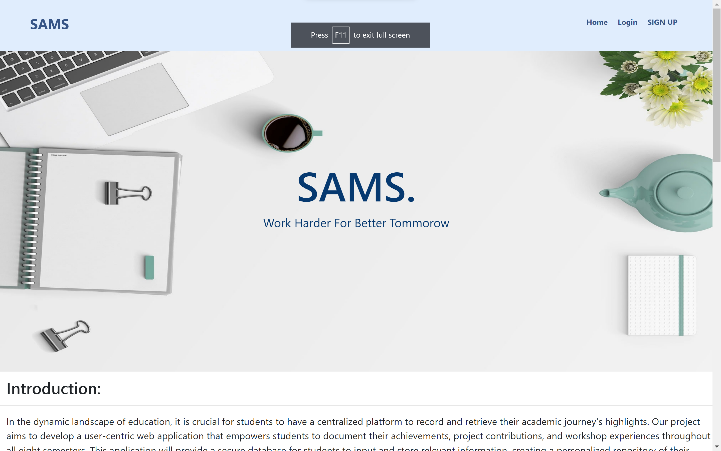 SAMS
Press F11 to exit full screen
Home Login SIGN UP
SAMS.
Work Harder For Better Tommorow
Introduction:
In the dynamic landscape of education, it is crucial for students to have a centralized platform to record and retrieve their academic journey's highlights. Our project
aims to develop a user-centric web application that empowers students to document their achievements, project contributions, and workshop experiences throughout
all eight semesters. This application will provide a secure database for students to input and store relevant information, creating a personalized repository of their